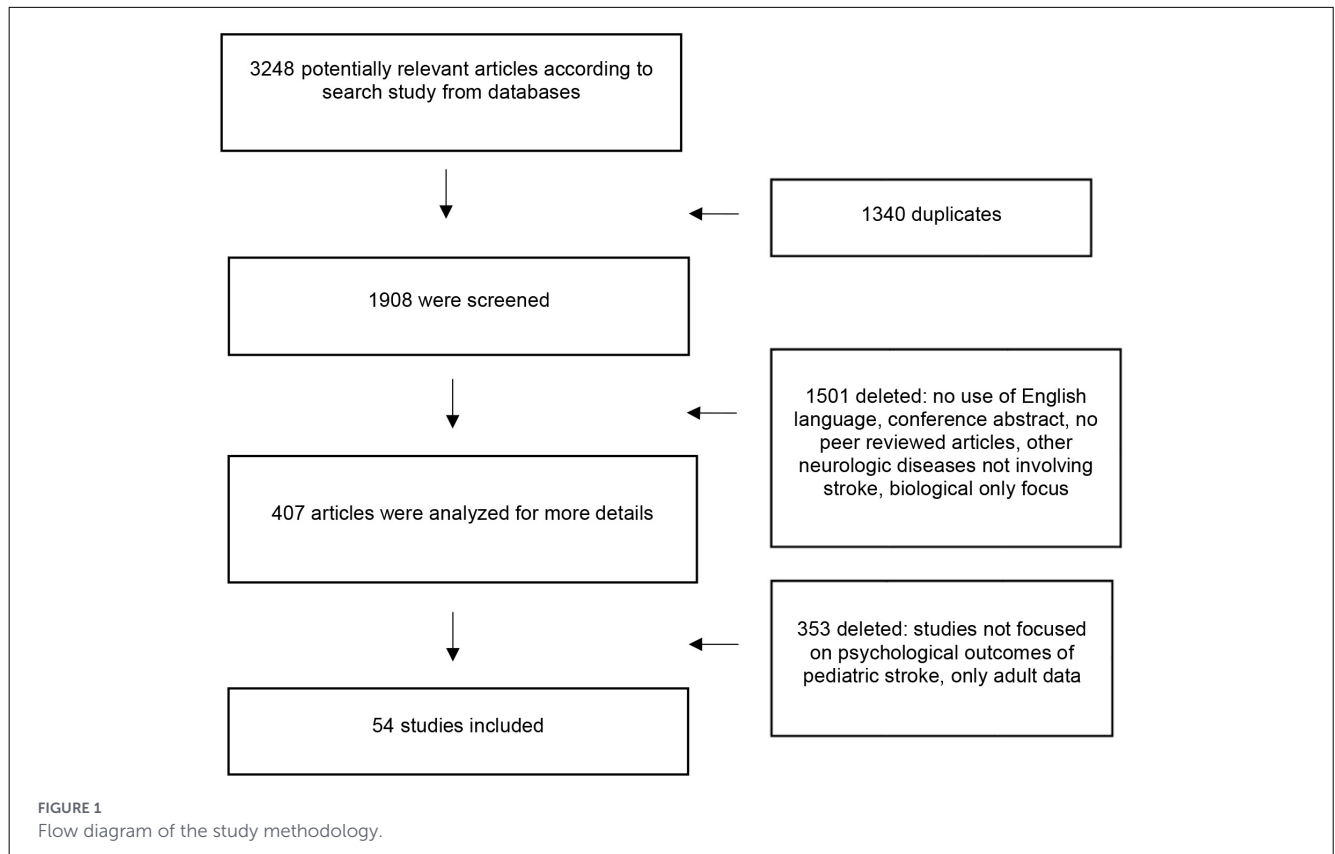 3248 potentially relevant articles according to
search study from databases
1340 duplicates
1908 were screened
1501 deleted: no use of English
language, conference abstract, no
peer reviewed articles, other
neurologic diseases not involving
stroke, biological only focus
407 articles were analyzed for more details
353 deleted: studies not focused
on psychological outcomes of
pediatric stroke, only adult data
54 studies included
FIGURE 1
Flow diagram of the study methodology.